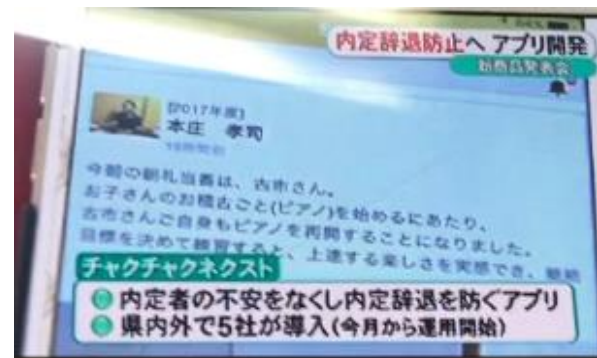 内定辞退防止へ アプリ開発
新商品発表会
[2017年度]
本庄 孝司
今朝の朝礼当番は、古市さん。
お子さんのお稽古ごと(ピアノ)を始めるにあたり、
古市さんご自身もピアノを再開することになりました。
目標を決めて練習すると、上達する楽しさを実感でき、継続
チャクチャクネクスト
内定者の不安をなくし内定辞退を防ぐアプリ
県内外で5社が導入(今月から運用開始)